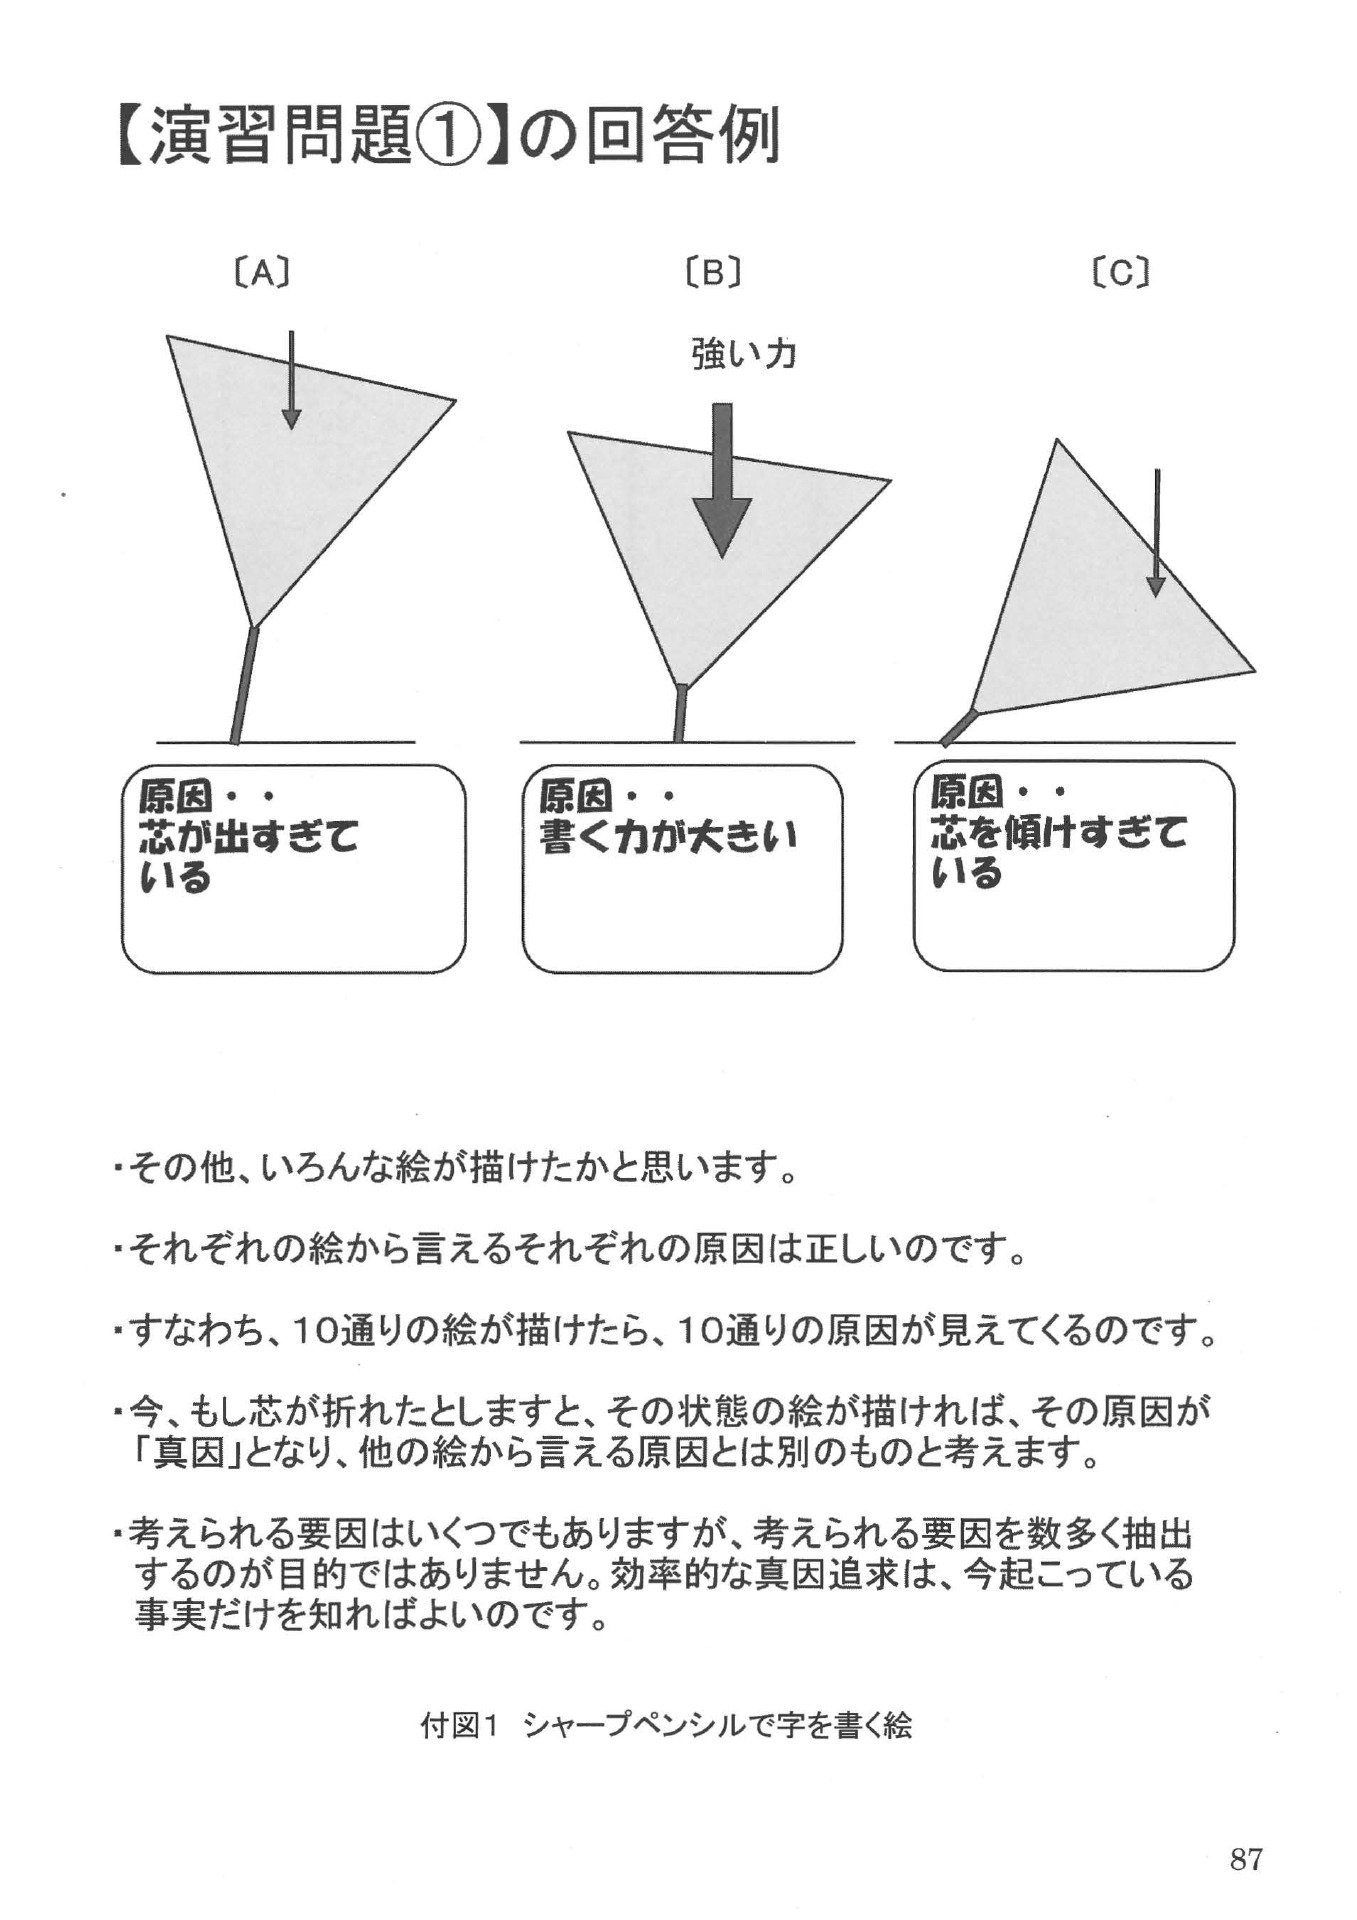 【演習問題①】の回答例
〔A〕
〔B〕
〔C〕
強い力
原因・・
芯が出すぎて
いる
原因・・
書く力が大きい
原因・・
芯を傾けすぎて
いる
・その他、いろんな絵が描けたかと思います。
・それぞれの絵から言えるそれぞれの原因は正しいのです。
・すなわち、10通りの絵が描けたら、10通りの原因が見えてくるのです。
・今、もし芯が折れたとしますと、その状態の絵が描ければ、その原因が
「真因」となり、他の絵から言える原因とは別のものと考えます。
・考えられる要因はいくつでもありますが、考えられる要因を数多く抽出
するのが目的ではありません。効率的な真因追求は、今起こっている
事実だけを知ればよいのです。
付図1 シャープペンシルで字を書く絵
87